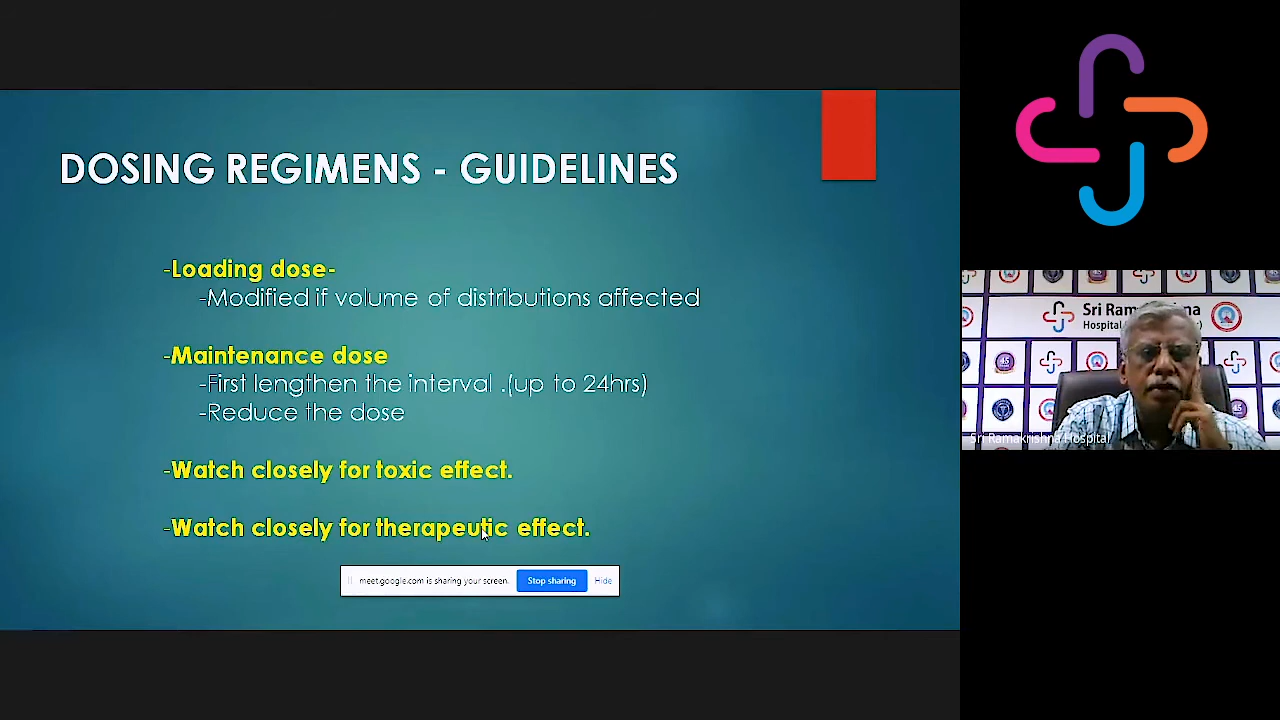 DOSING REGIMENS - GUIDELINES
-Loading dose-
-Modified if volume of distributions affected
-Maintenance dose
-First lengthen the interval .(up to 24hrs)
-Reduce the dose
-Watch closely for toxic effect.
-Watch closely for therapeutic effect.
meet.google.com is sharing your screen.
Stop sharing
Hide
Sri Ram
Hospital
Sri Ramakrishna Hospital